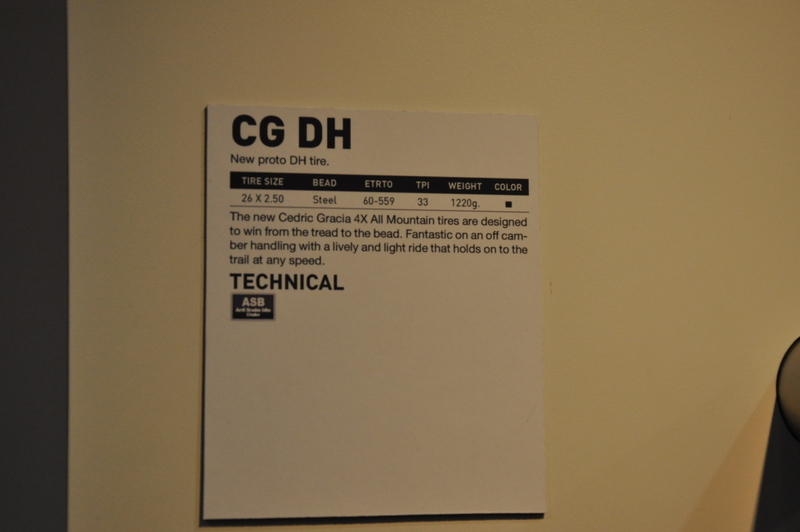 CG DH
New proto DH tire.
TIRE SIZE BEAD ETRTO TPI WEIGHT COLOR
26 X 2.50 Steel 60-559 33 1220g. ■
The new Cedric Gracia 4X All Mountain tires are designed
to win from the tread to the bead. Fantastic on an off cam-
ber handling with a lively and light ride that holds on to the
trail at any speed.
TECHNICAL
ASB
Anti Snake Bite